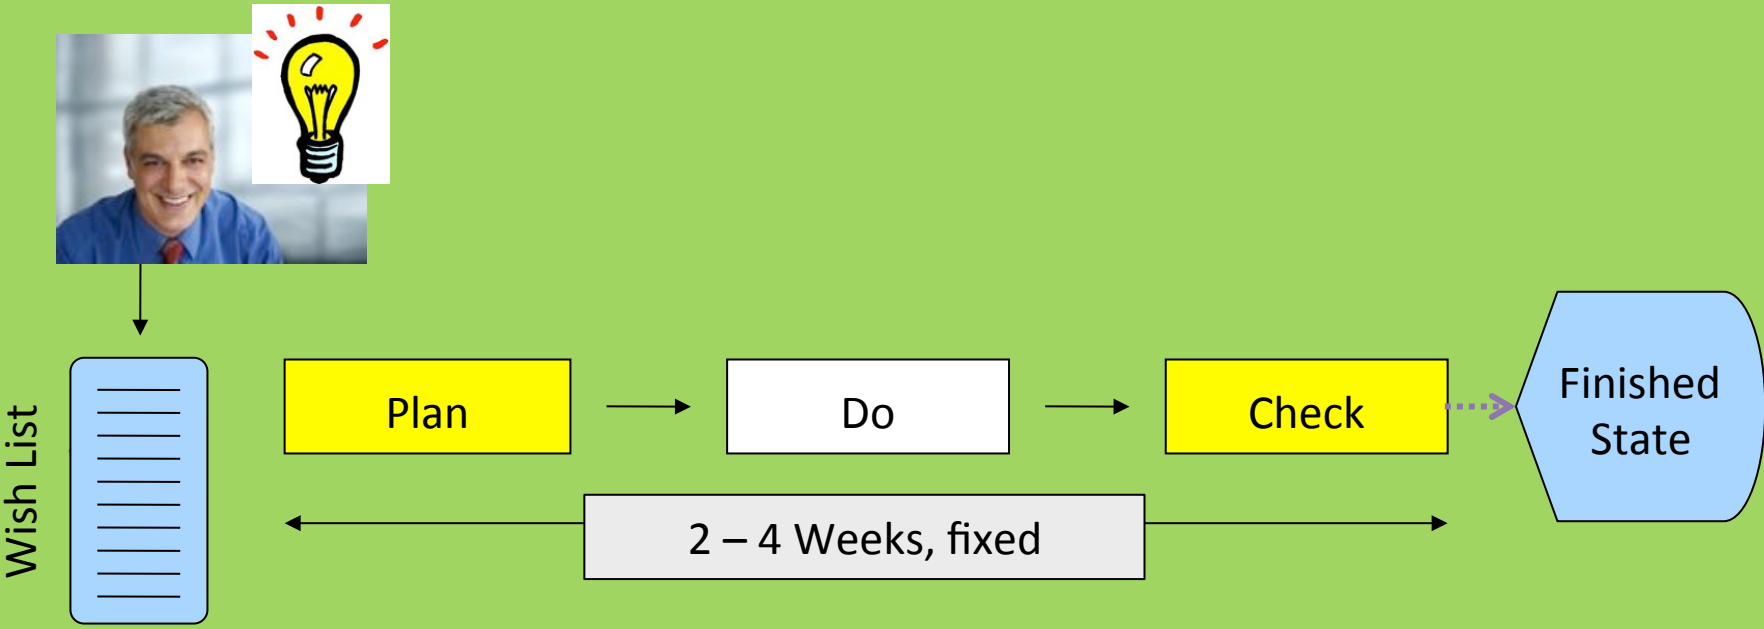 Wish List
Plan
Do
Check
Finished
State
2 – 4 Weeks, fixed